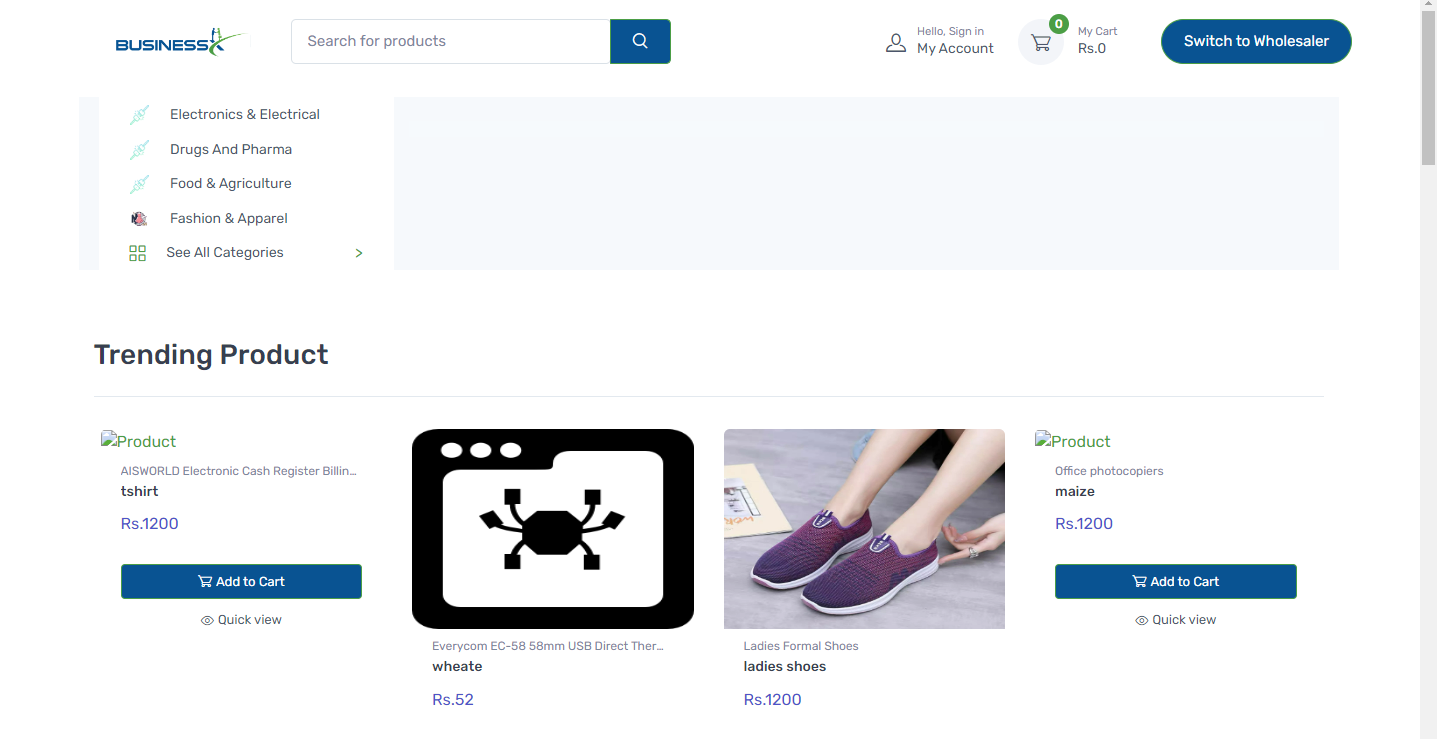 BUSINESSX
Search for products
Hello, Sign in
My Account
0
My Cart
Rs.0
Switch to Wholesaler
Electronics & Electrical
Drugs And Pharma
Food & Agriculture
Fashion & Apparel
See All Categories >
Trending Product
Product
AISWORLD Electronic Cash Register Billin...
tshirt
Rs.1200
Add to Cart
Quick view
Everycom EC-58 58mm USB Direct Ther...
wheate
Rs.52
Ladies Formal Shoes
ladies shoes
Rs.1200
Product
Office photocopiers
maize
Rs.1200
Add to Cart
Quick view